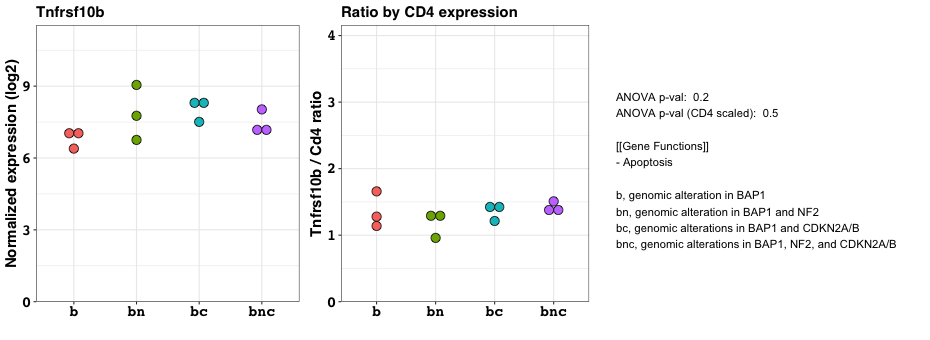 Tnfrsf10b
Normalized expression (log2)
9
6
3
0
b
bn
bc
bnc
Ratio by CD4 expression
Tnfrsf10b / Cd4 ratio
4
3
2
1
0
b
bn
bc
bnc
ANOVA p-val: 0.2
ANOVA p-val (CD4 scaled): 0.5
[[Gene Functions]]
- Apoptosis
b, genomic alteration in BAP1
bn, genomic alteration in BAP1 and NF2
bc, genomic alterations in BAP1 and CDKN2A/B
bnc, genomic alterations in BAP1, NF2, and CDKN2A/B